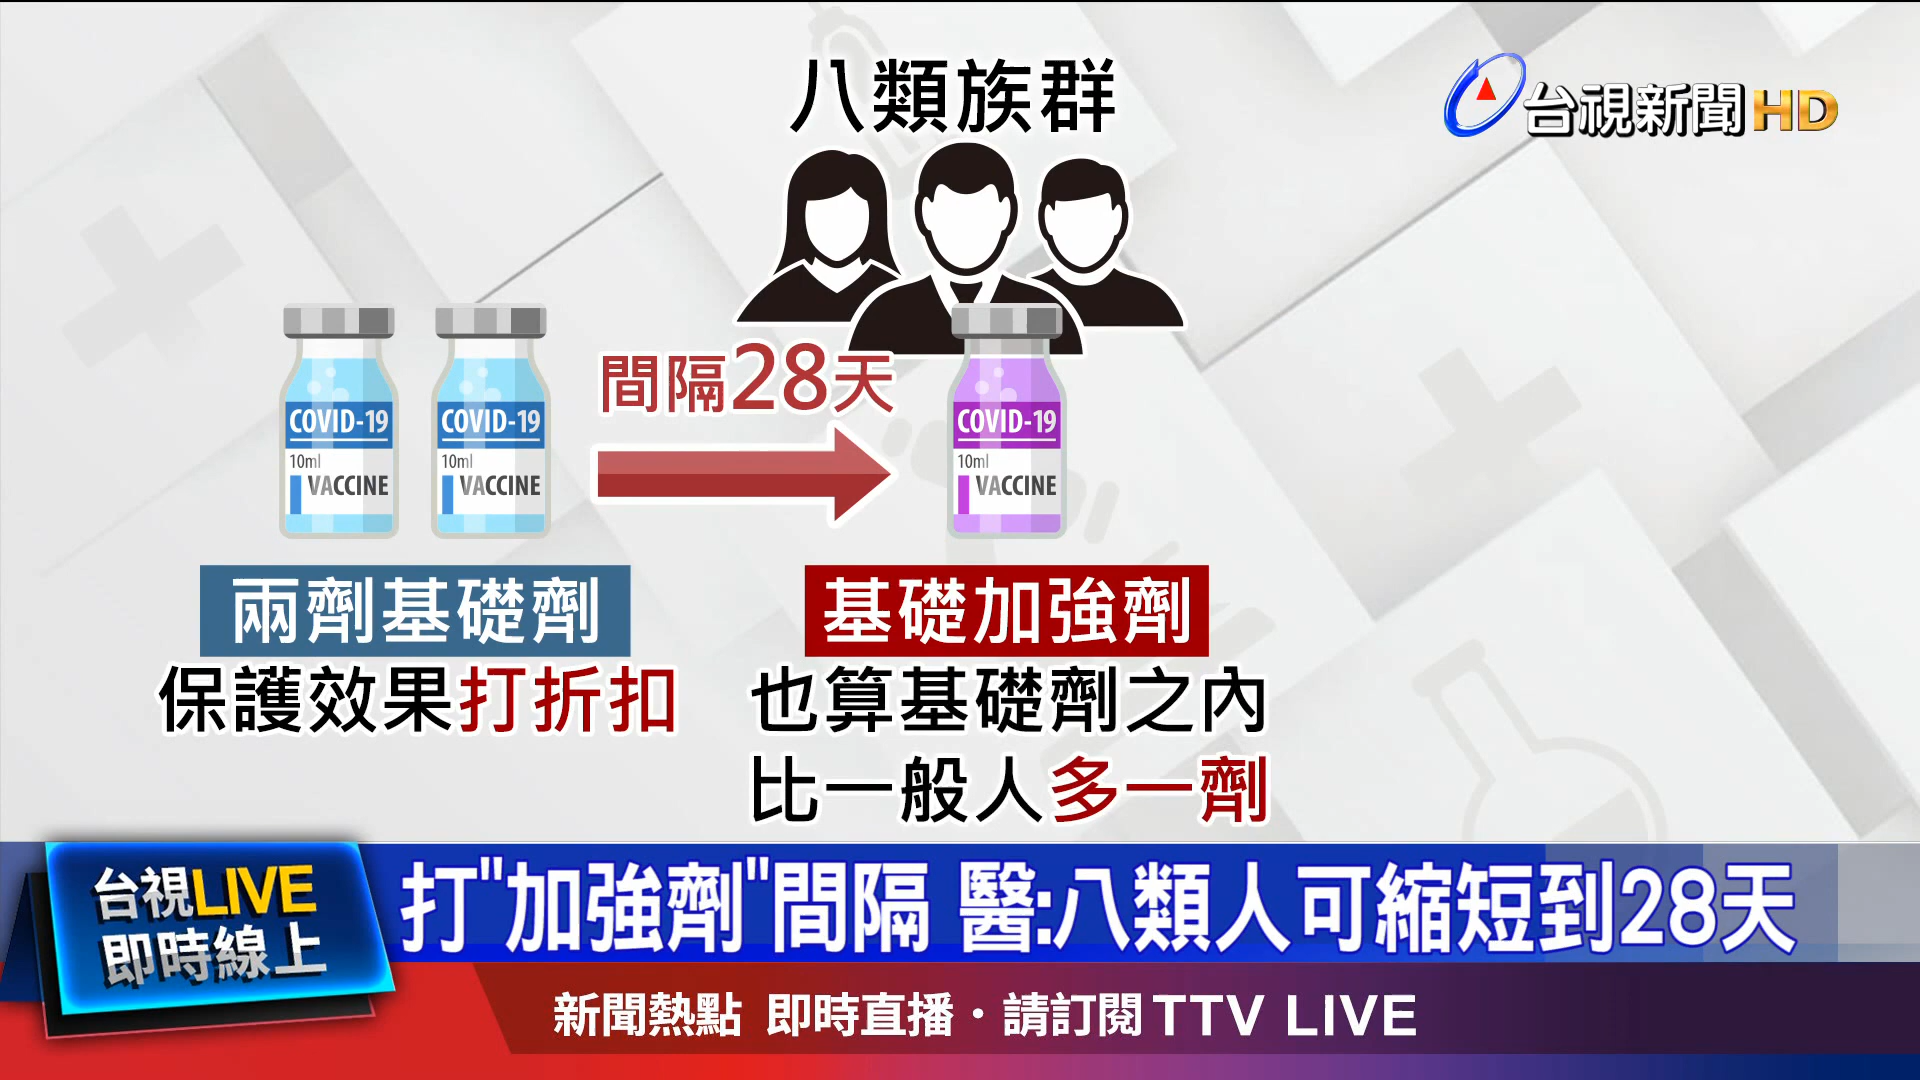 八類族群
台視新聞HD
間隔28天
COVID-19
10ml
VACCINE
COVID-19
10ml
VACCINE
COVID-19
10ml
VACCINE
兩劑基礎劑
保護效果打折扣
基礎加強劑
也算基礎劑之內
比一般人多一劑
台視LIVE
即時線上
打"加強劑"間隔 醫:八類人可縮短到28天
新聞熱點 即時直播·請訂閱TTV LIVE